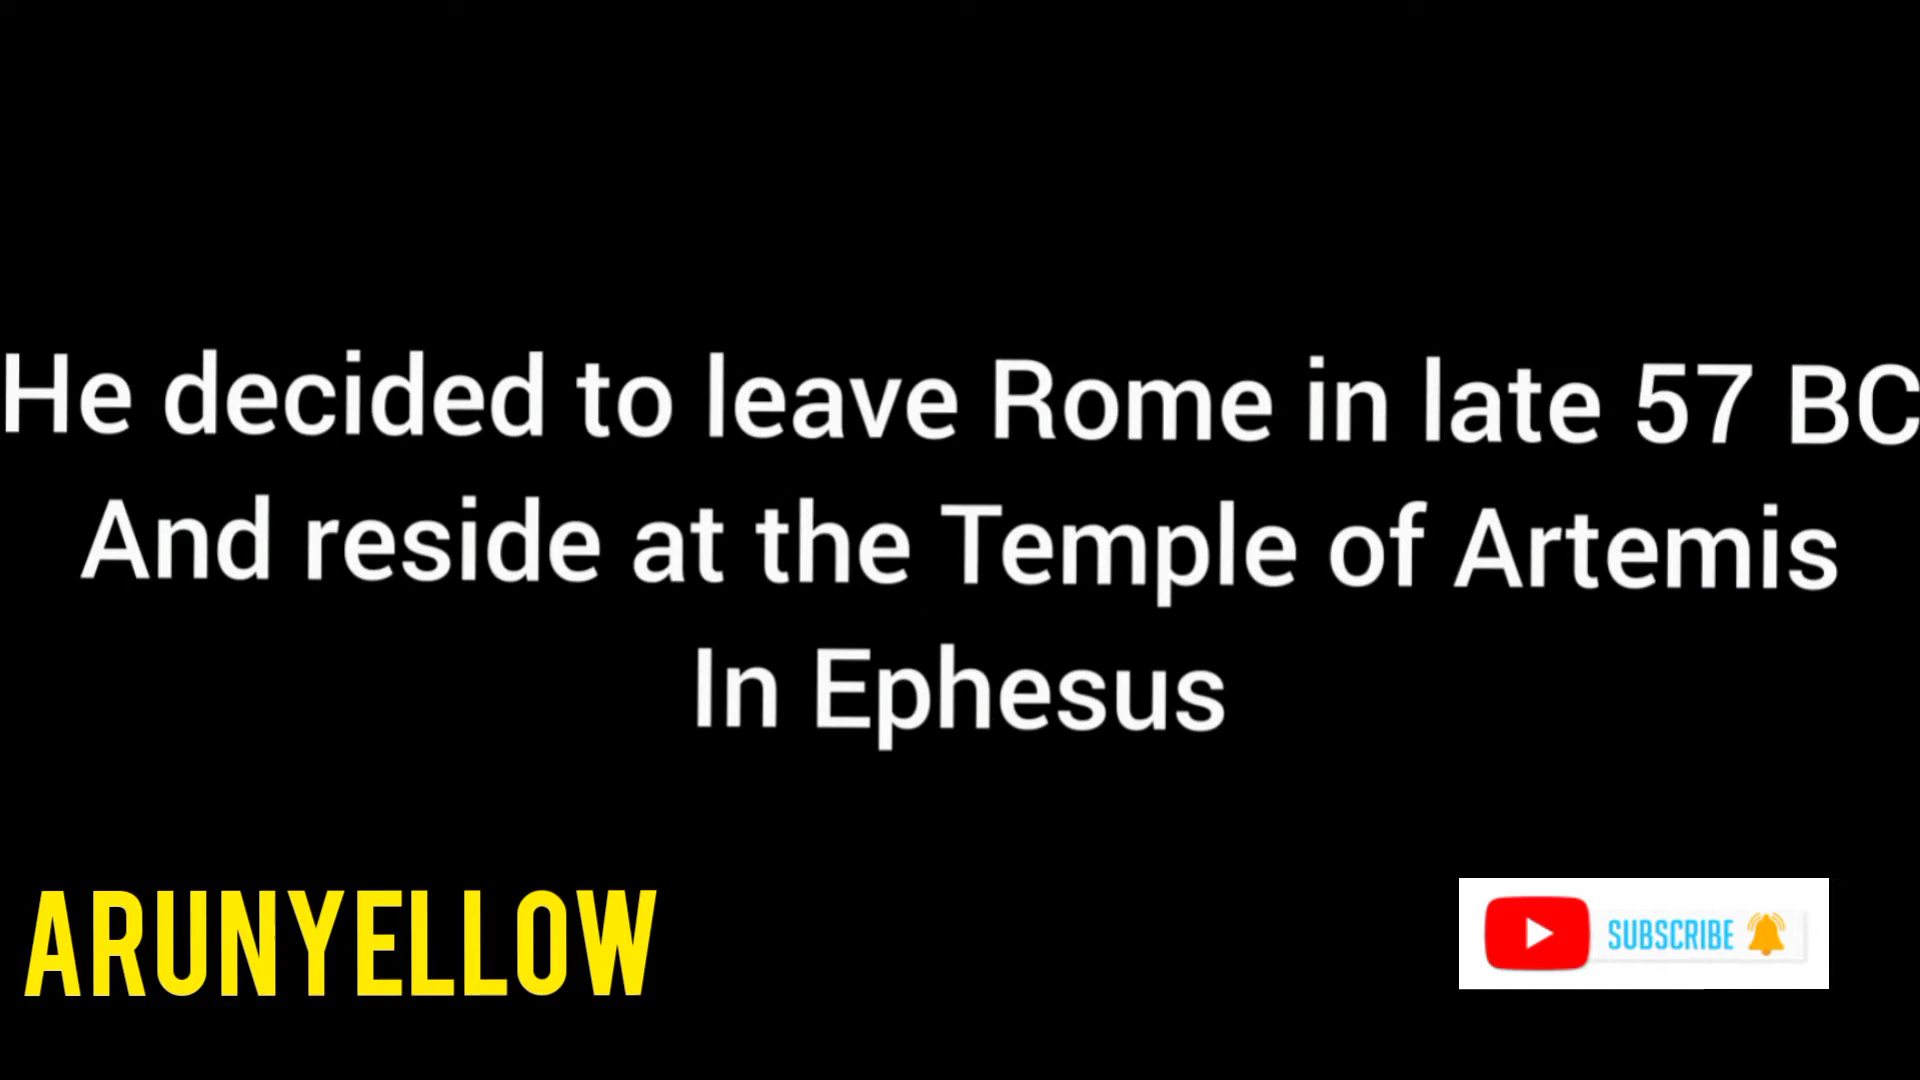 He decided to leave Rome in late 57 BC
And reside at the Temple of Artemis
In Ephesus
ARUNYELLOW
SUBSCRIBE